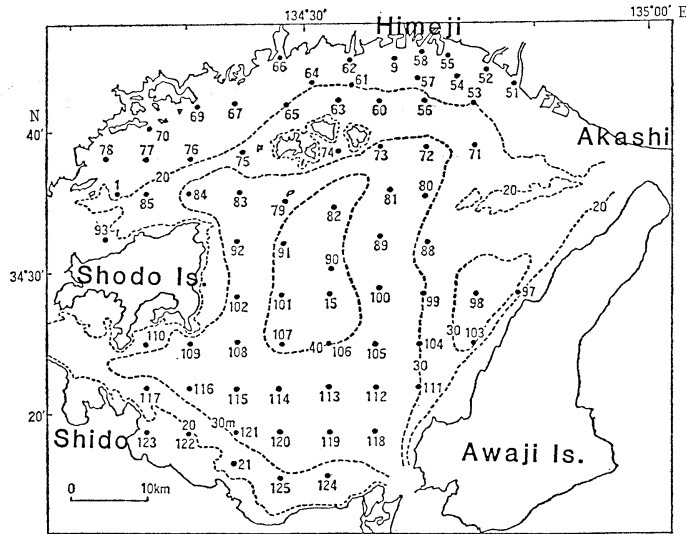 134°30' 135°00' E
Himeji
66 62 9 58 55
64 61 57 54 52 51
N 69 67 65 63 60 56 53
40' 70
Akashi
78 77 76 75 74 73 72 71
20
1 85 84 83 79 82 81 80 20 20
93 92 91 90 89 88
34°30'
Shodo Is.
102 101 15 100 99 98 97
30 103
110 109 108 107 40 106 105 104
30
117 116 115 114 113 112 111
20'
Shido 123 20 122 30m 121 120 119 118
Awaji Is.
21 125 124
0 10km